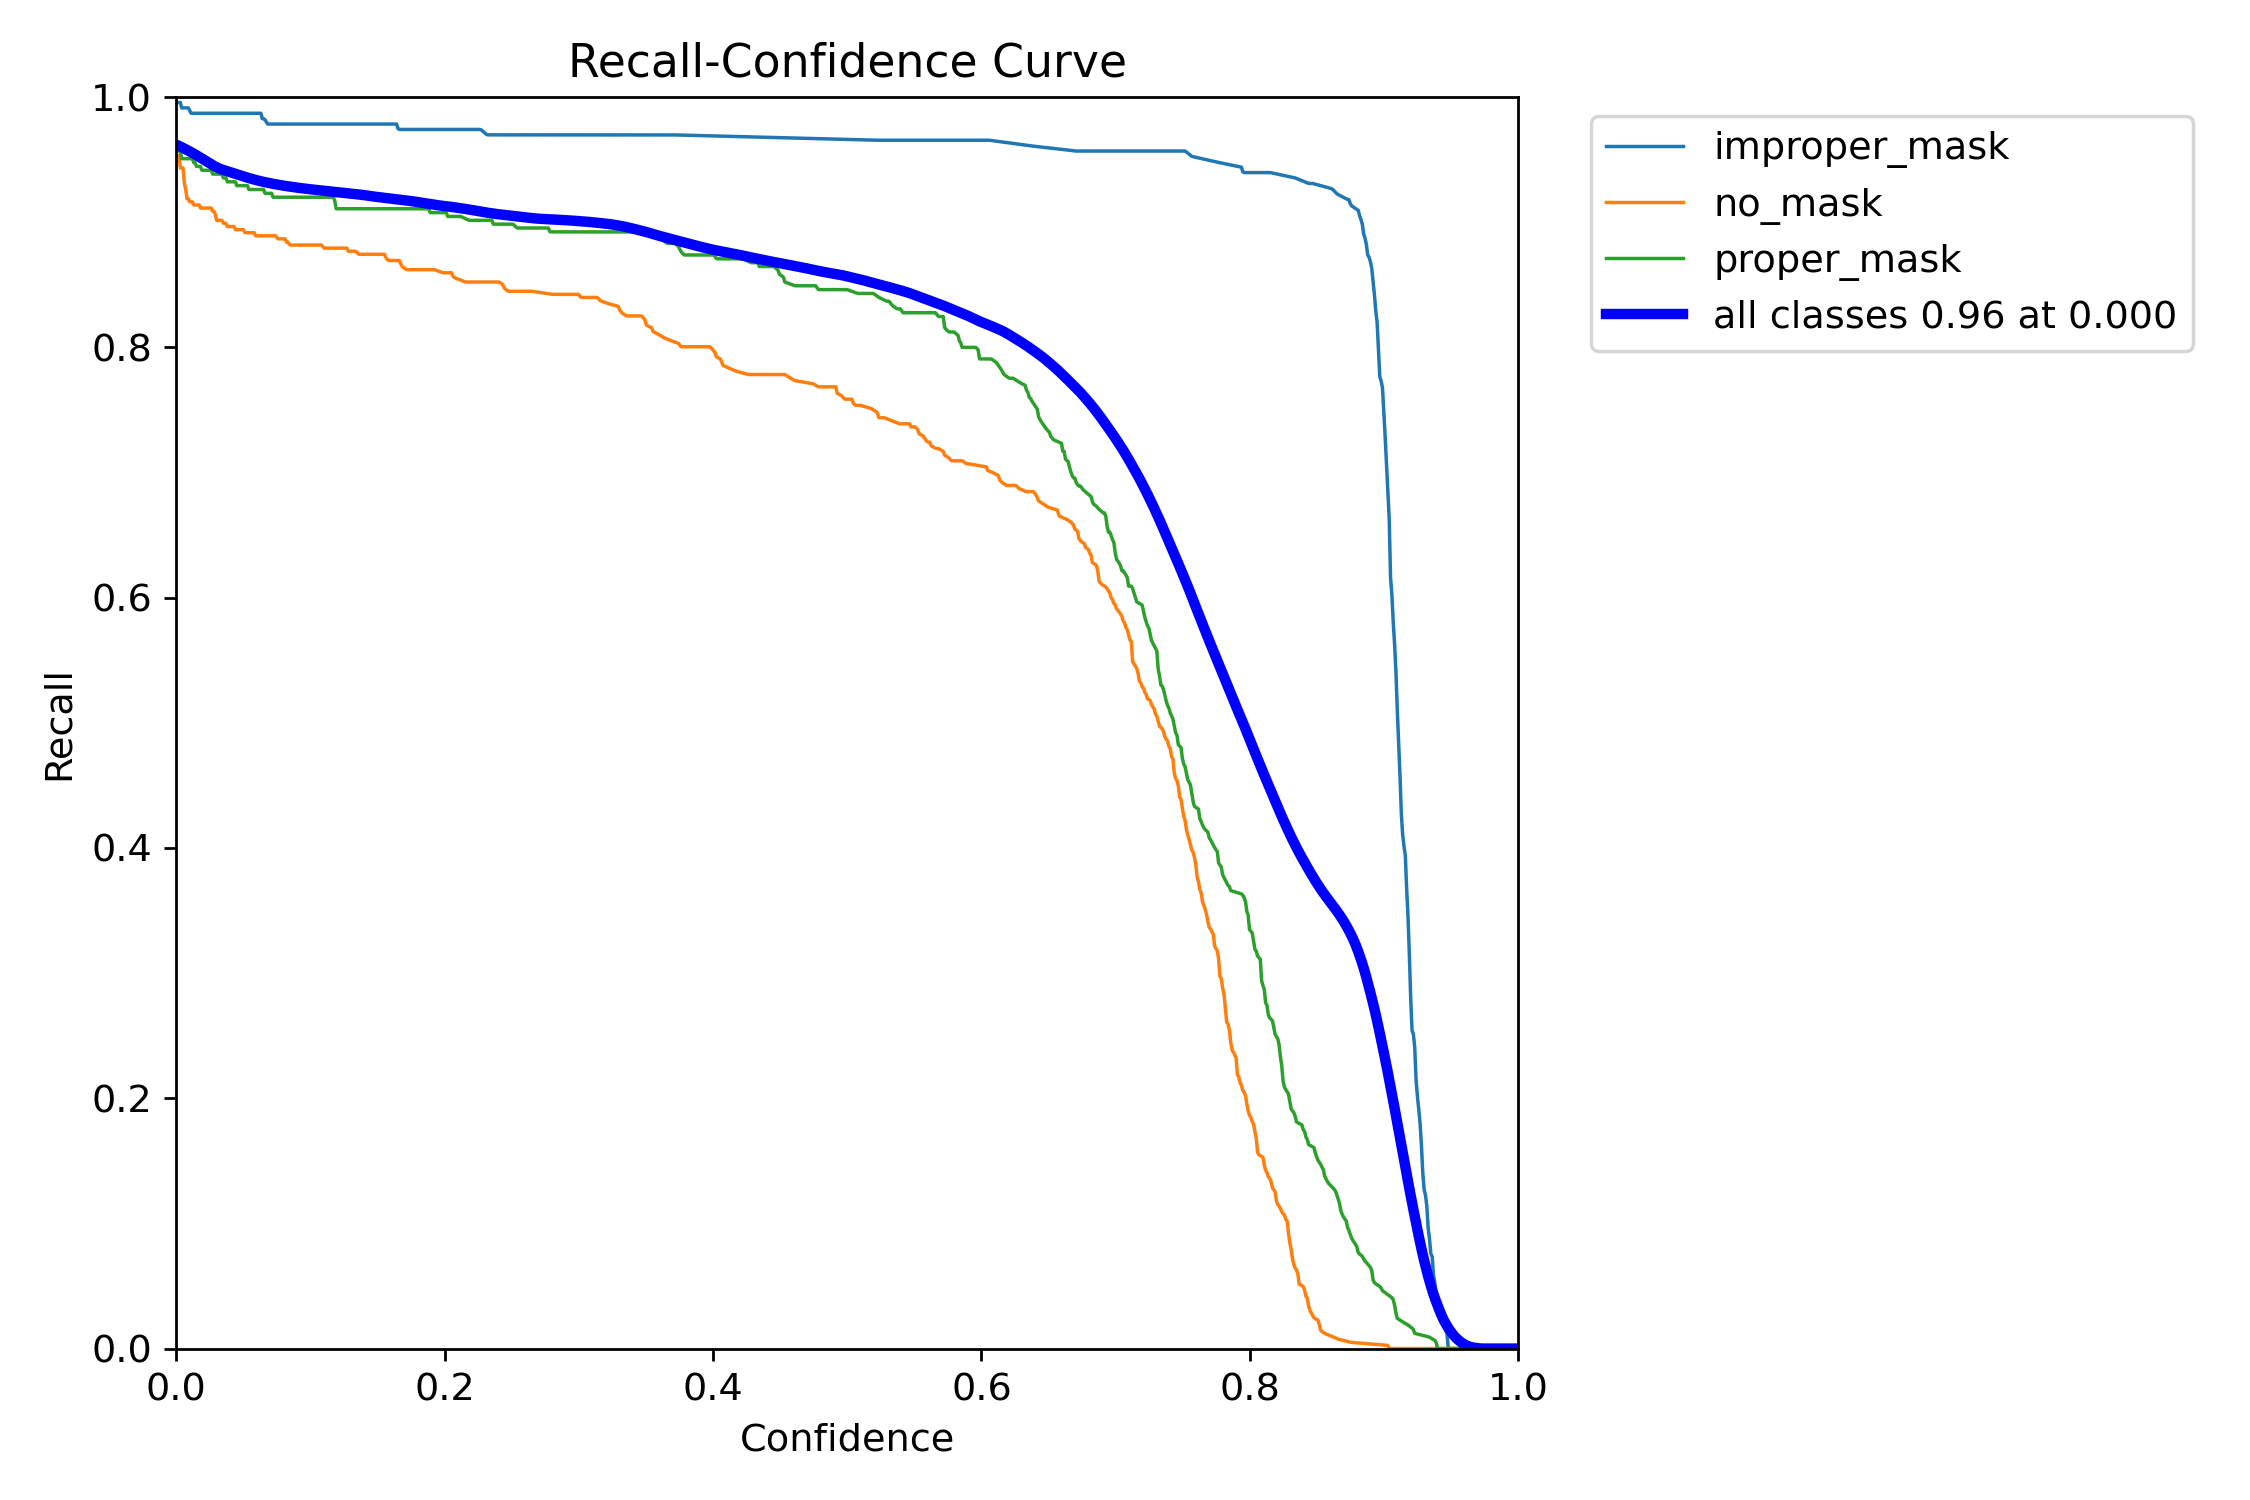 Recall-Confidence Curve
1.0
0.8
0.6
0.4
0.2
0.0
Recall
0.0 0.2 0.4 0.6 0.8 1.0
Confidence
improper_mask
no_mask
proper_mask
all classes 0.96 at 0.000